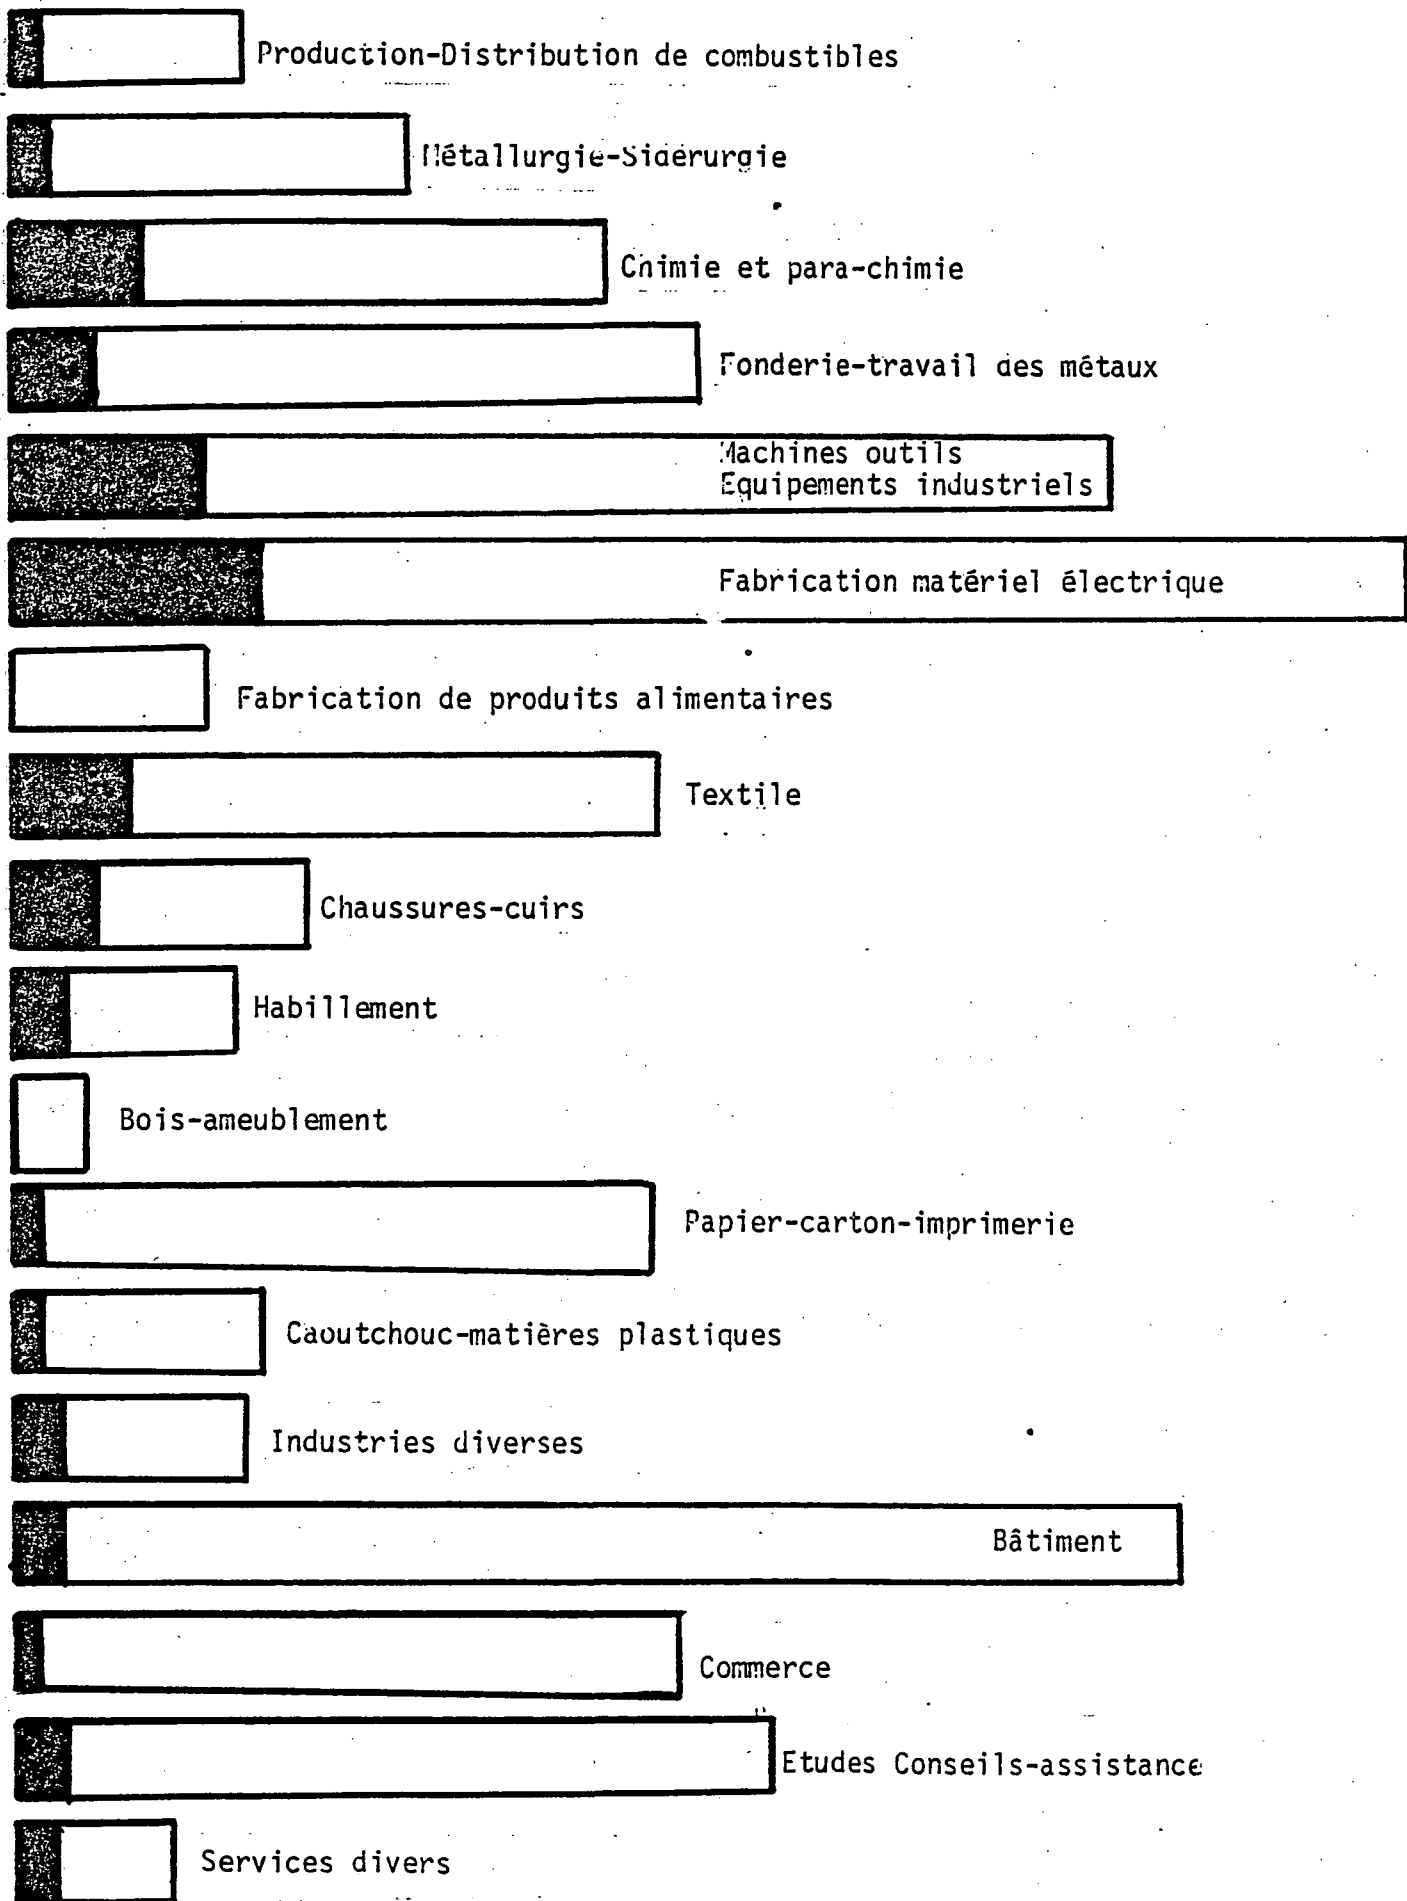 Production-Distribution de combustibles
Métallurgie-Sidérurgie
Chimie et para-chimie
Fonderie-travail des métaux
Machines outils
Equipements industriels
Fabrication matériel électrique
Fabrication de produits alimentaires
Textile
Chaussures-cuirs
Habillement
Bois-ameublement
Papier-carton-imprimerie
Caoutchouc-matières plastiques
Industries diverses
Bâtiment
Commerce
Etudes Conseils-assistance
Services divers